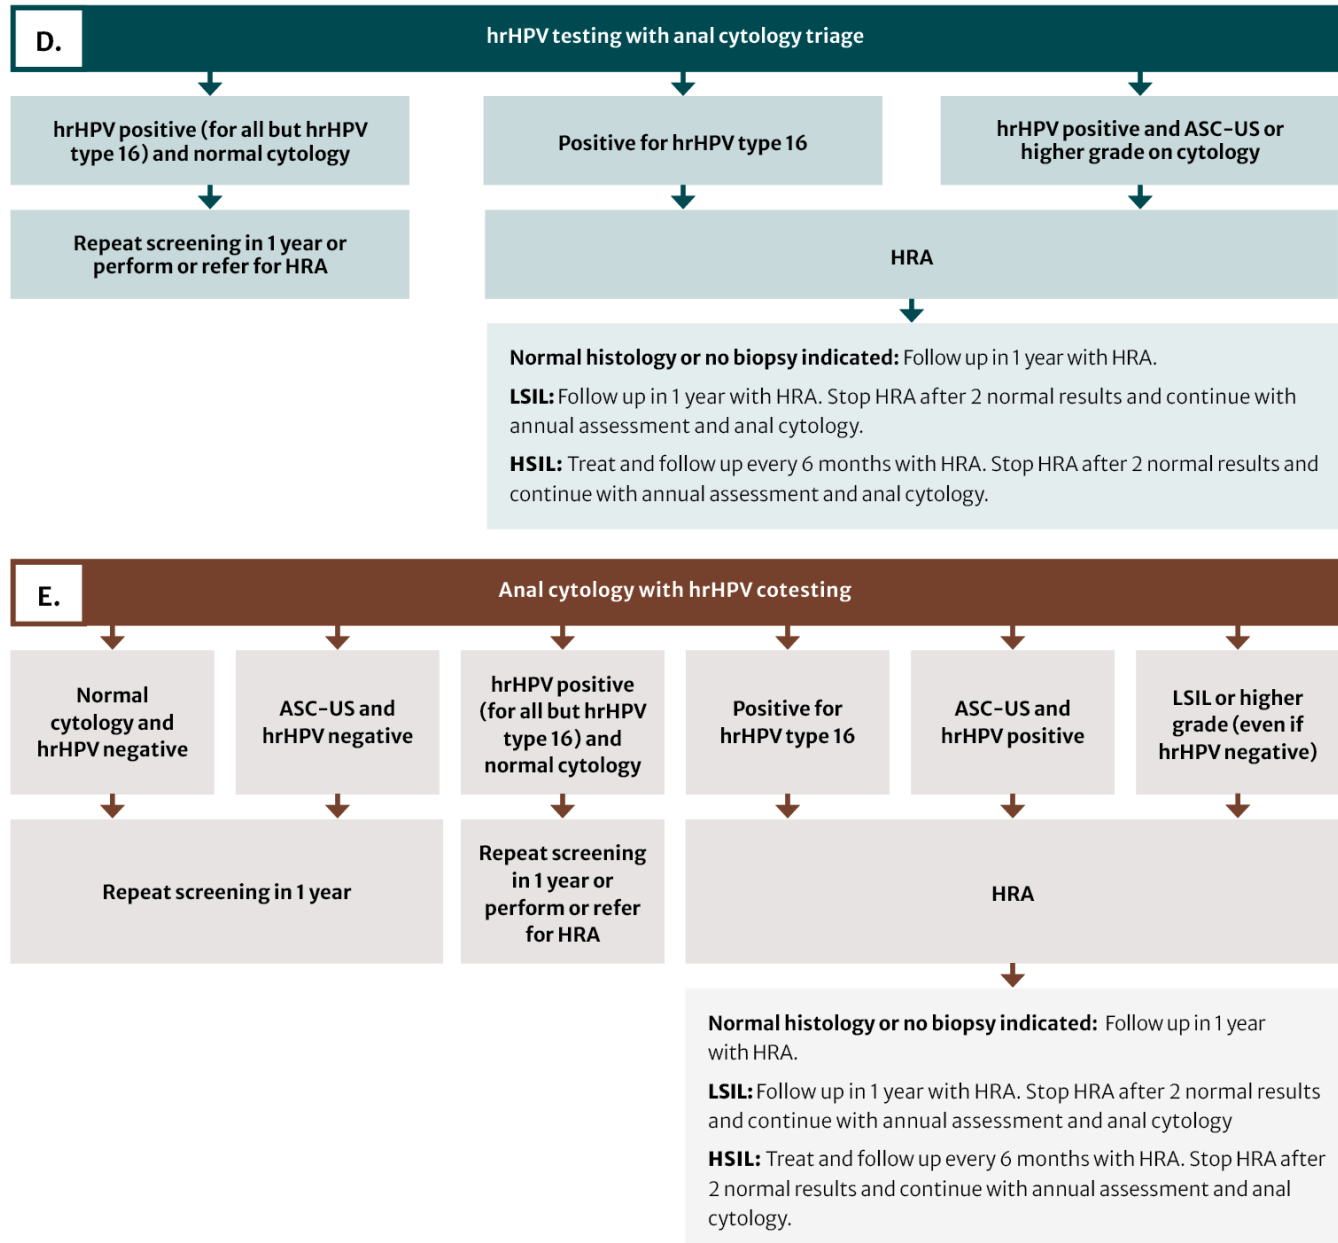 D.
hrHPV testing with anal cytology triage
hrHPV positive (for all but hrHPV
type 16) and normal cytology
Positive for hrHPV type 16
hrHPV positive and ASC-US or
higher grade on cytology
Repeat screening in 1 year or
perform or refer for HRA
HRA
Normal histology or no biopsy indicated: Follow up in 1 year with HRA.
LSIL: Follow up in 1 year with HRA. Stop HRA after 2 normal results and continue with
annual assessment and anal cytology.
HSIL: Treat and follow up every 6 months with HRA. Stop HRA after 2 normal results and
continue with annual assessment and anal cytology.
E.
Anal cytology with hrHPV cotesting
Normal
cytology and
hrHPV negative
ASC-US and
hrHPV negative
hrHPV positive
(for all but hrHPV
type 16) and
normal cytology
Positive for
hrHPV type 16
ASC-US and
hrHPV positive
LSIL or higher
grade (even if
hrHPV negative)
Repeat screening in 1 year
Repeat screening
in 1 year or
perform or refer
for HRA
HRA
Normal histology or no biopsy indicated: Follow up in 1 year
with HRA.
LSIL: Follow up in 1 year with HRA. Stop HRA after 2 normal results
and continue with annual assessment and anal cytology
HSIL: Treat and follow up every 6 months with HRA. Stop HRA after
2 normal results and continue with annual assessment and anal
cytology.